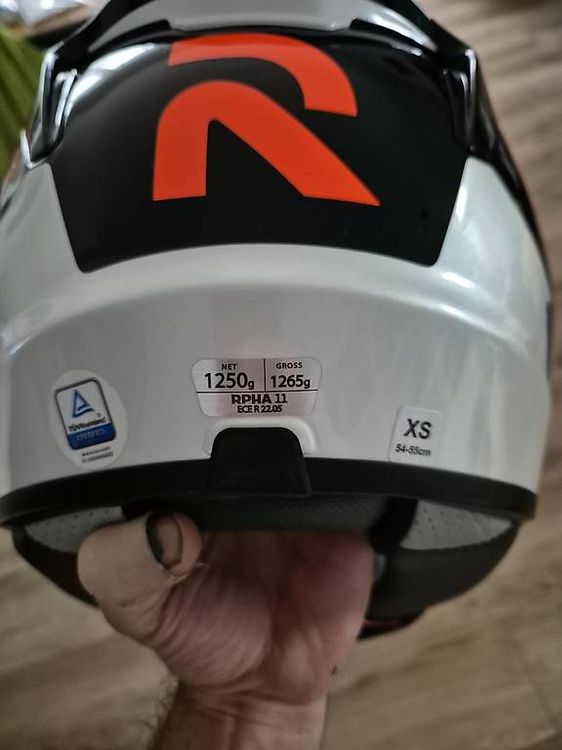 NET
GROSS
1250g
1265g
RPHA 11
ECE R 22.05
TÜVRheinland
CERTIFIED
XS
54-55cm